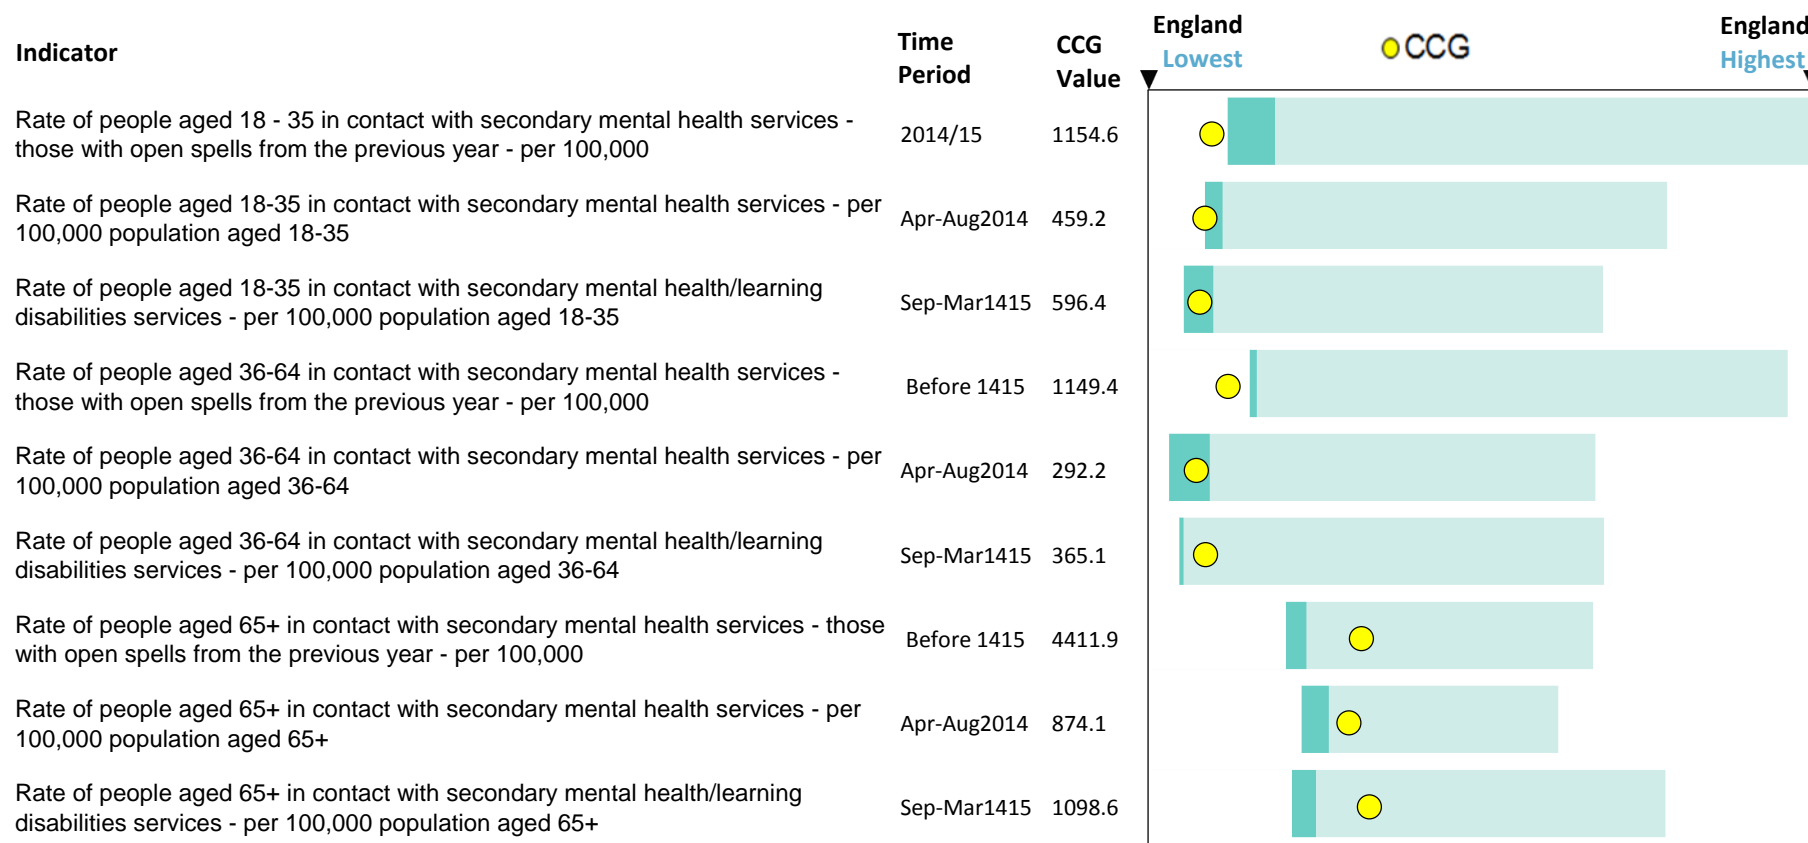 Indicator
Time Period
CCG Value
England Lowest
CCG
England Highest
Rate of people aged 18 - 35 in contact with secondary mental health services -
those with open spells from the previous year - per 100,000
2014/15 1154.6
Rate of people aged 18-35 in contact with secondary mental health services - per
100,000 population aged 18-35
Apr-Aug2014 459.2
Rate of people aged 18-35 in contact with secondary mental health/learning
disabilities services - per 100,000 population aged 18-35
Sep-Mar1415 596.4
Rate of people aged 36-64 in contact with secondary mental health services -
those with open spells from the previous year - per 100,000
Before 1415 1149.4
Rate of people aged 36-64 in contact with secondary mental health services - per
100,000 population aged 36-64
Apr-Aug2014 292.2
Rate of people aged 36-64 in contact with secondary mental health/learning
disabilities services - per 100,000 population aged 36-64
Sep-Mar1415 365.1
Rate of people aged 65+ in contact with secondary mental health services - those
with open spells from the previous year - per 100,000
Before 1415 4411.9
Rate of people aged 65+ in contact with secondary mental health services - per
100,000 population aged 65+
Apr-Aug2014 874.1
Rate of people aged 65+ in contact with secondary mental health/learning
disabilities services - per 100,000 population aged 65+
Sep-Mar1415 1098.6